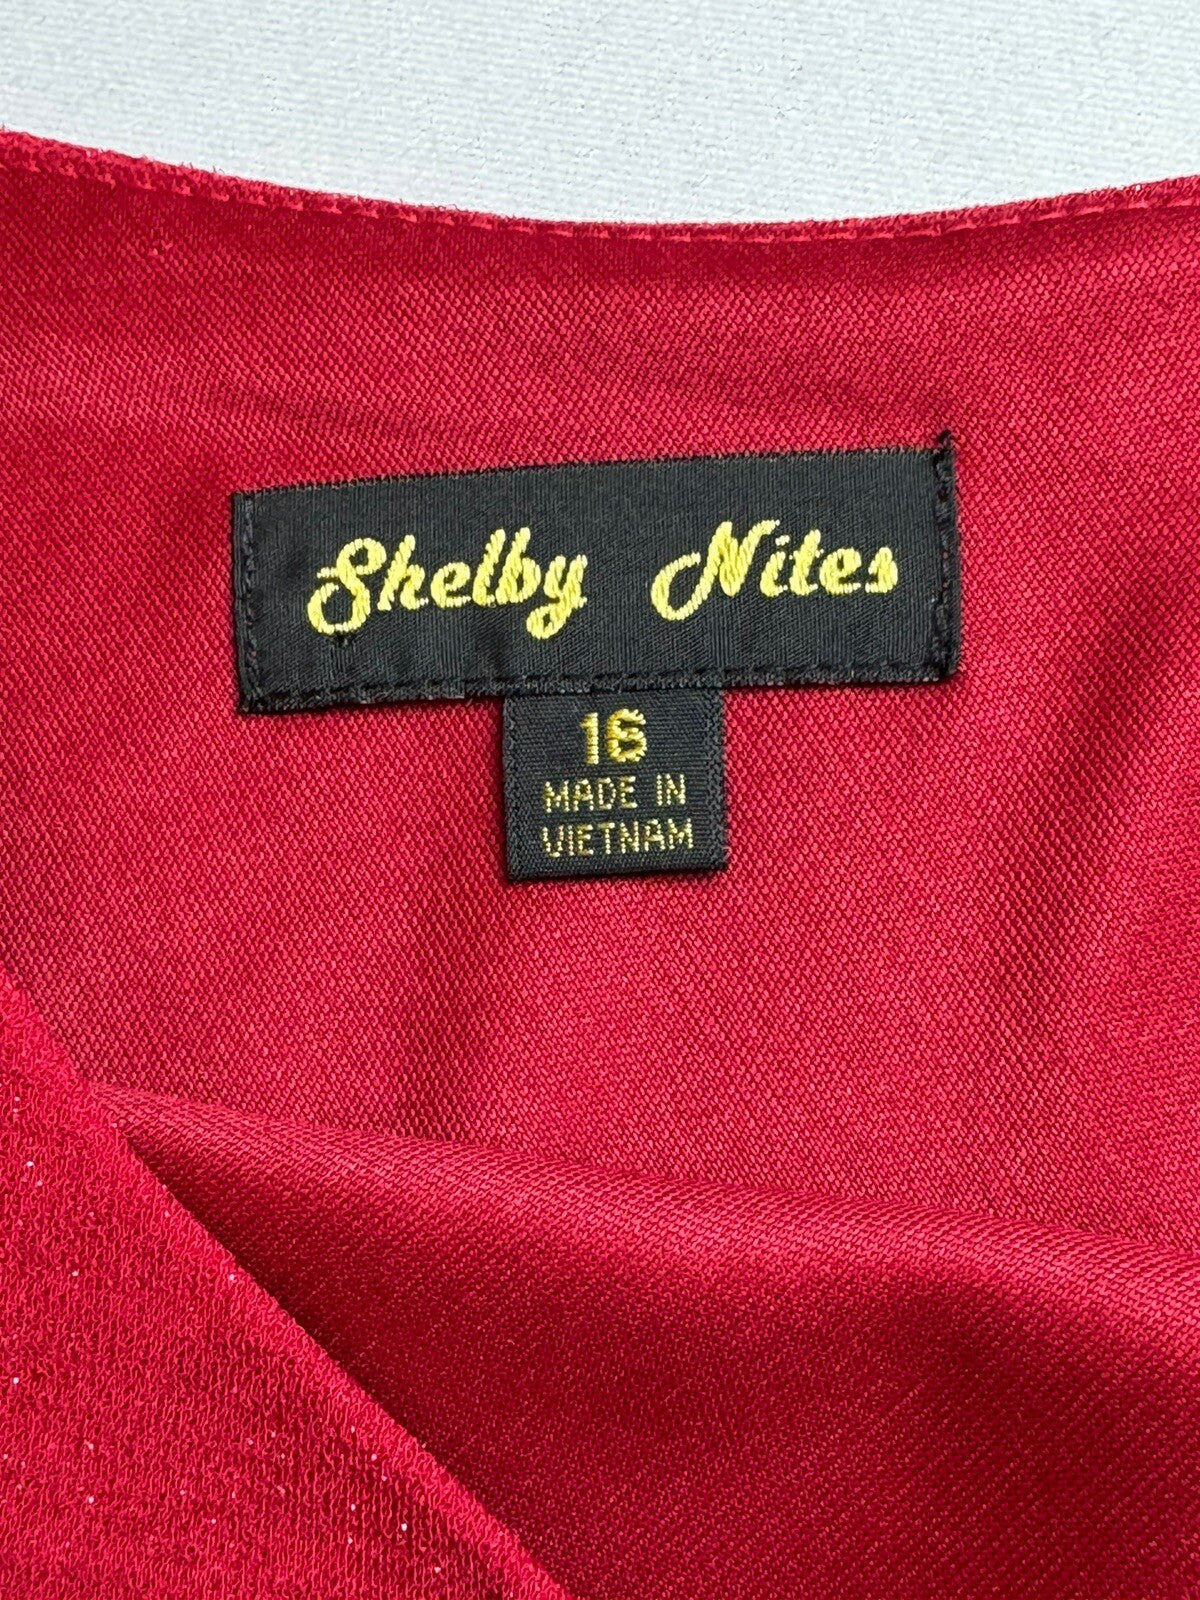 Shelby Nites
16
MADE IN
VIETNAM